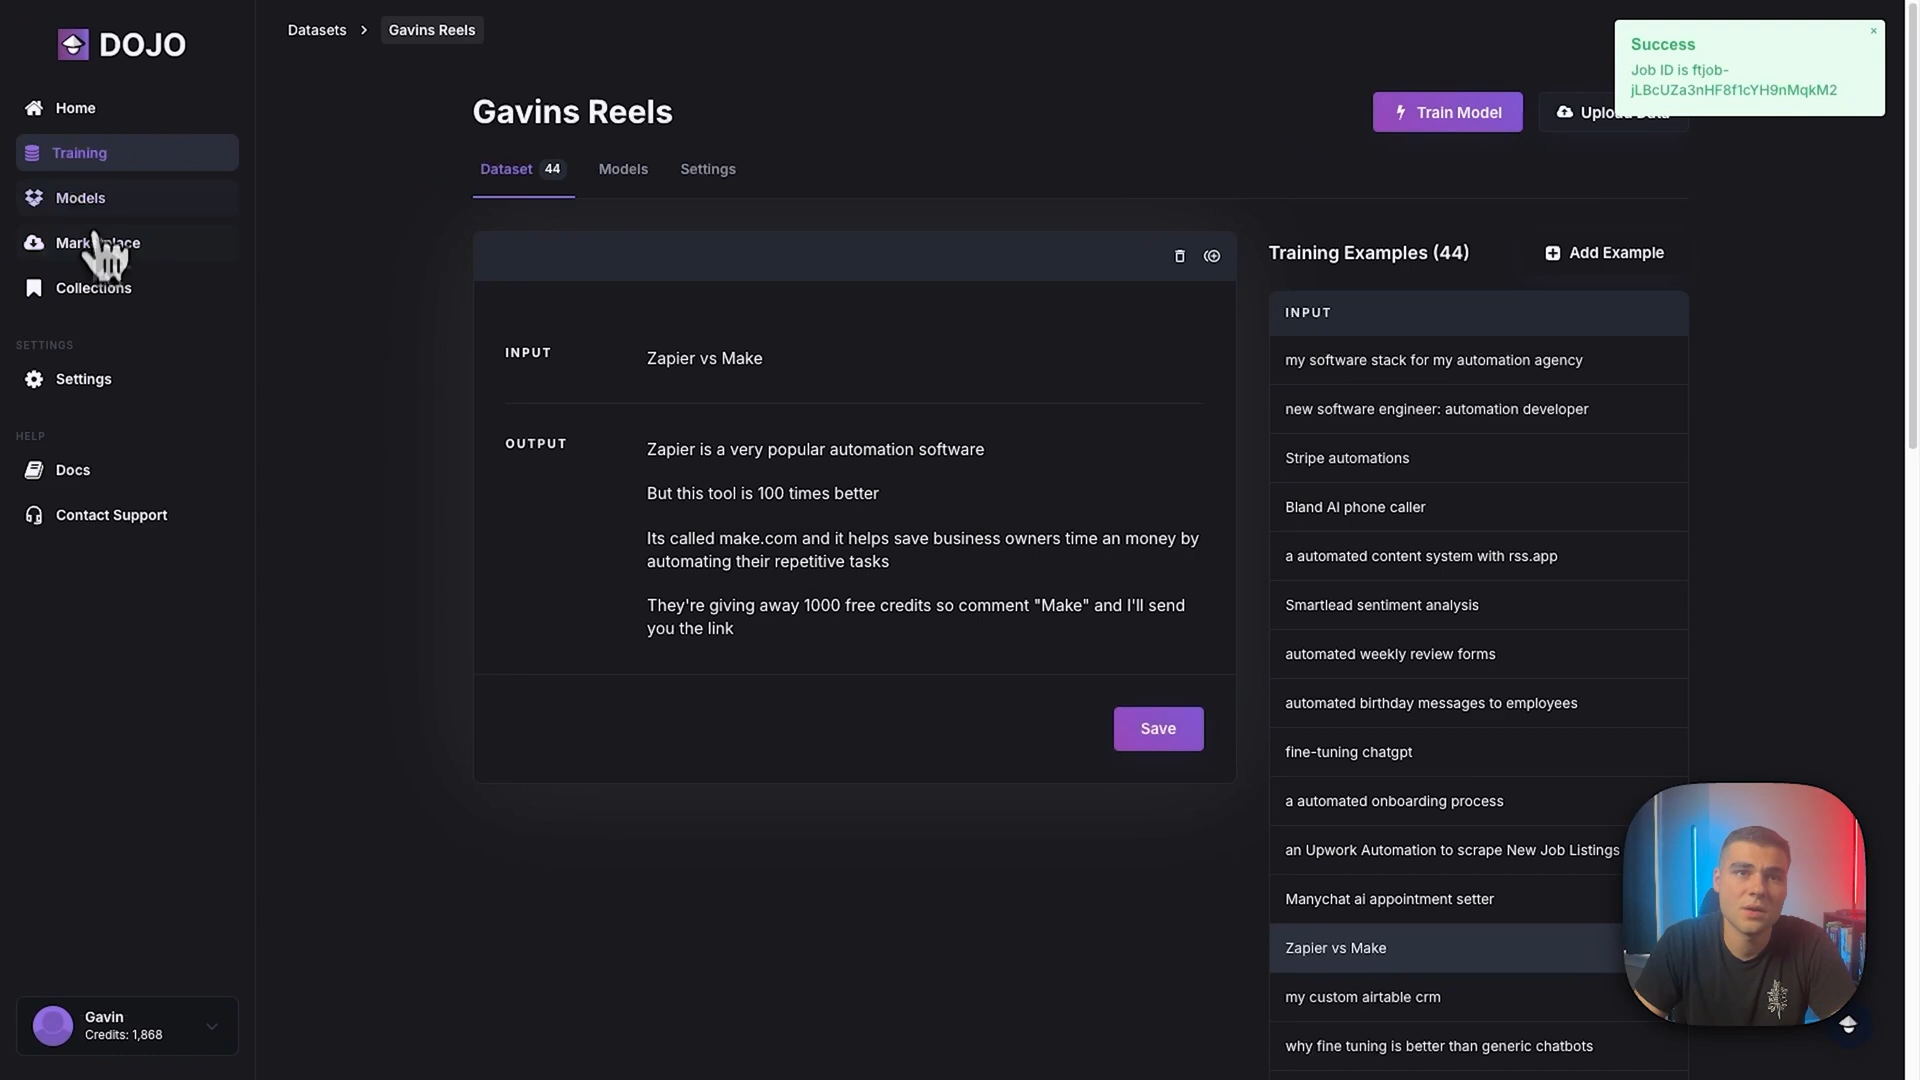 DOJO
Home
Training
Models
Marketplace
Collections
SETTINGS
Settings
HELP
Docs
Contact Support
Gavin
Credits: 1,868
Datasets > Gavins Reels
Gavins Reels
Train Model
Upload Data
Success
Job ID is ftjob-
jLBcUZa3nHF8f1cYH9nMqkM2
×
Dataset 44 Models Settings
INPUT
Zapier vs Make
OUTPUT
Zapier is a very popular automation software
But this tool is 100 times better
Its called make.com and it helps save business owners time an money by
automating their repetitive tasks
They're giving away 1000 free credits so comment "Make" and I'll send
you the link
Save
Training Examples (44)
Add Example
INPUT
my software stack for my automation agency
new software engineer: automation developer
Stripe automations
Bland AI phone caller
a automated content system with rss.app
Smartlead sentiment analysis
automated weekly review forms
automated birthday messages to employees
fine-tuning chatgpt
a automated onboarding process
an Upwork Automation to scrape New Job Listings
Manychat ai appointment setter
Zapier vs Make
my custom airtable crm
why fine tuning is better than generic chatbots